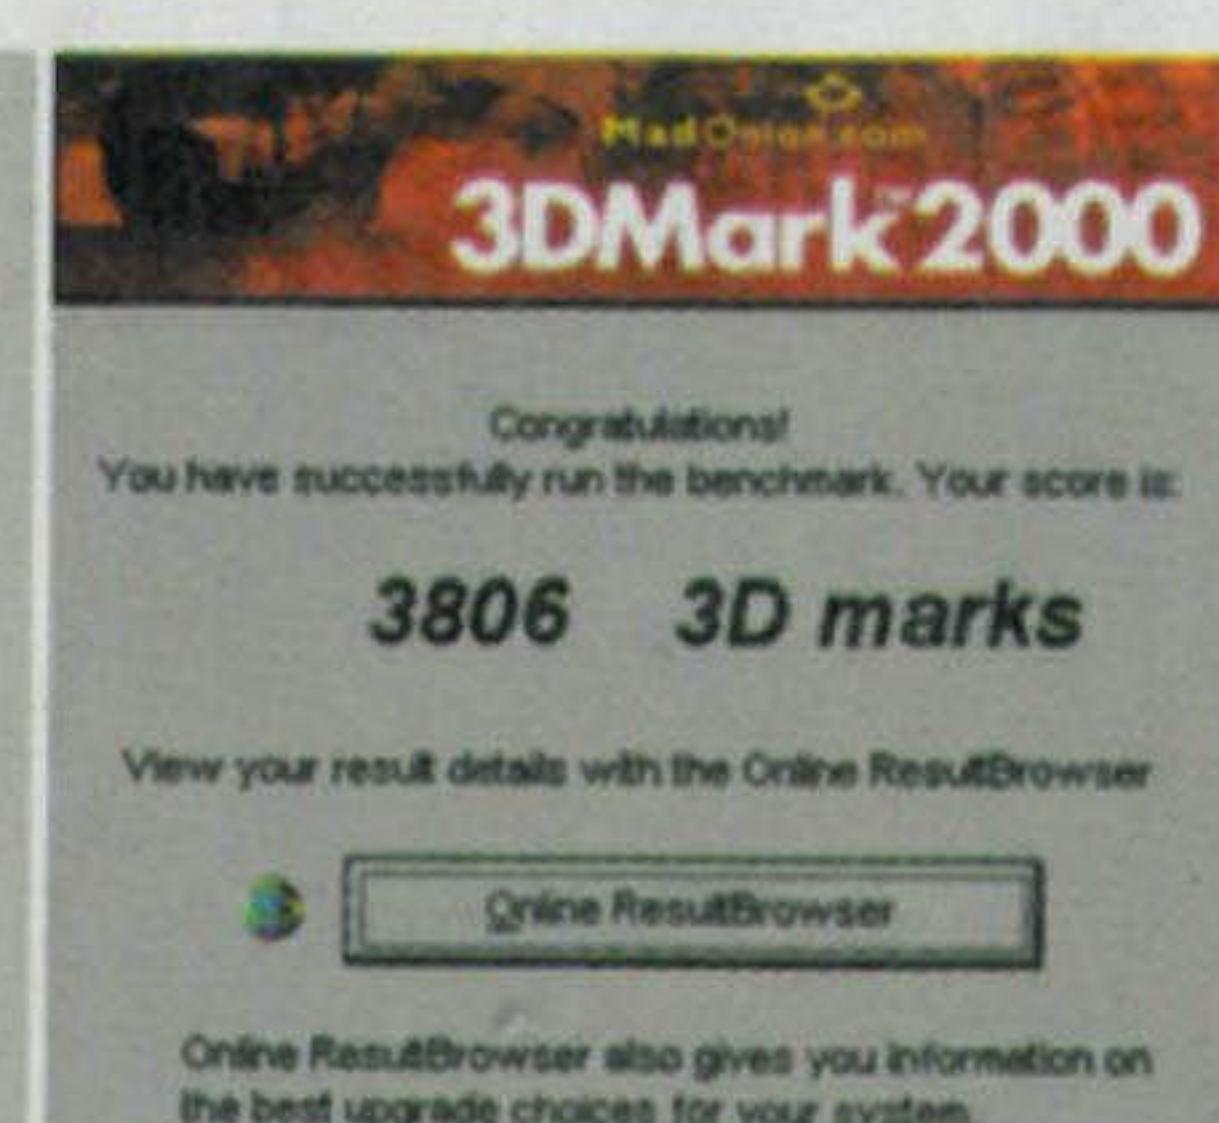 MadOnion.com
3DMark™2000
Congratulations!
You have successfully run the benchmark. Your score is:
3806 3D marks
View your result details with the Online ResultBrowser
Online ResultBrowser
Online ResultBrowser also gives you information on
the best upgrade choices for your system.